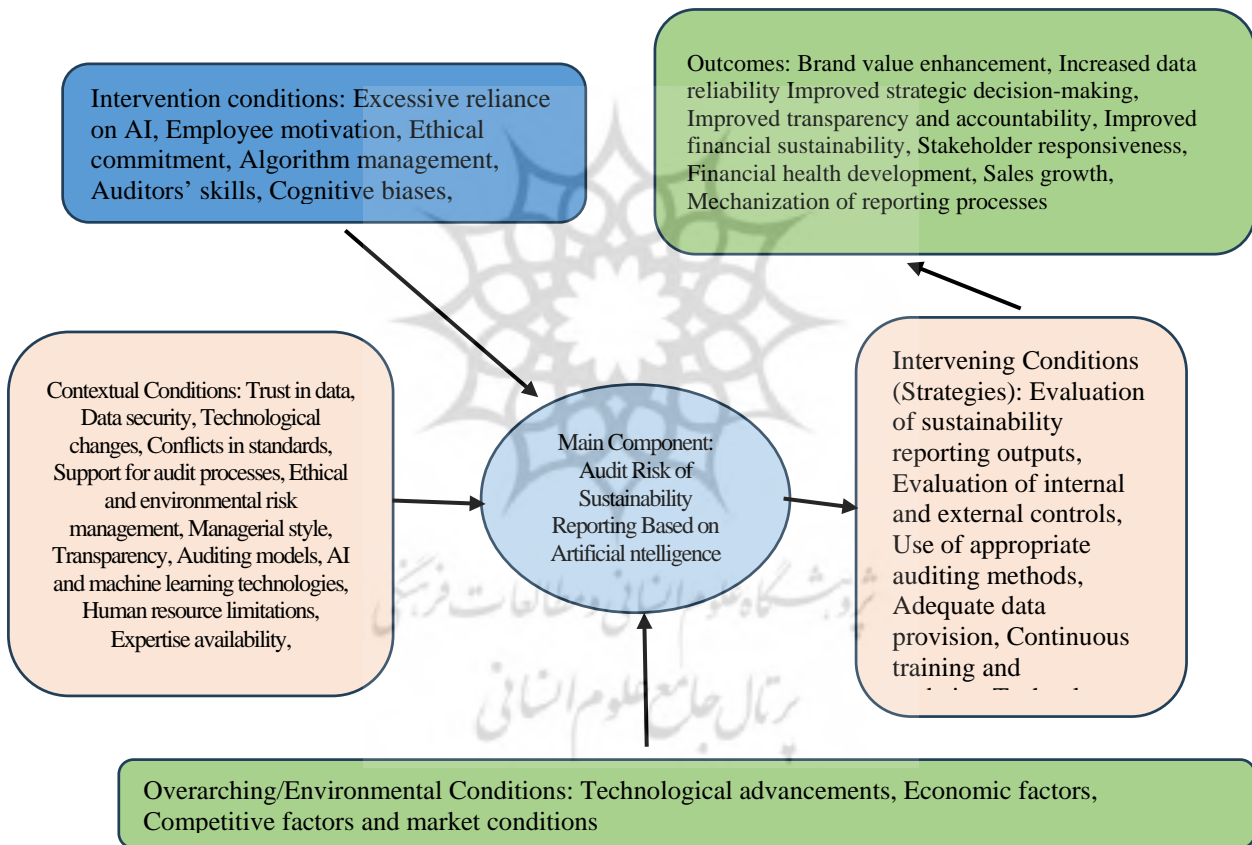 Intervention conditions: Excessive reliance
on AI, Employee motivation, Ethical
commitment, Algorithm management,
Auditors’ skills, Cognitive biases,
Outcomes: Brand value enhancement, Increased data
reliability Improved strategic decision-making,
Improved transparency and accountability, Improved
financial sustainability, Stakeholder responsiveness,
Financial health development, Sales growth,
Mechanization of reporting processes
Contextual Conditions: Trust in data,
Data security, Technological
changes, Conflicts in standards,
Support for audit processes, Ethical
and environmental risk
management, Managerial style,
Transparency, Auditing models, AI
and machine learning technologies,
Human resource limitations,
Expertise availability,
Main Component:
Audit Risk of
Sustainability
Reporting Based on
Artificial ntelligence
Intervening Conditions
(Strategies): Evaluation
of sustainability
reporting outputs,
Evaluation of internal
and external controls,
Use of appropriate
auditing methods,
Adequate data
provision, Continuous
training and
پژوهشگاه علوم انسانی و مطالعات فرهنگی
پرتال جامع علوم انسانی
Overarching/Environmental Conditions: Technological advancements, Economic factors,
Competitive factors and market conditions